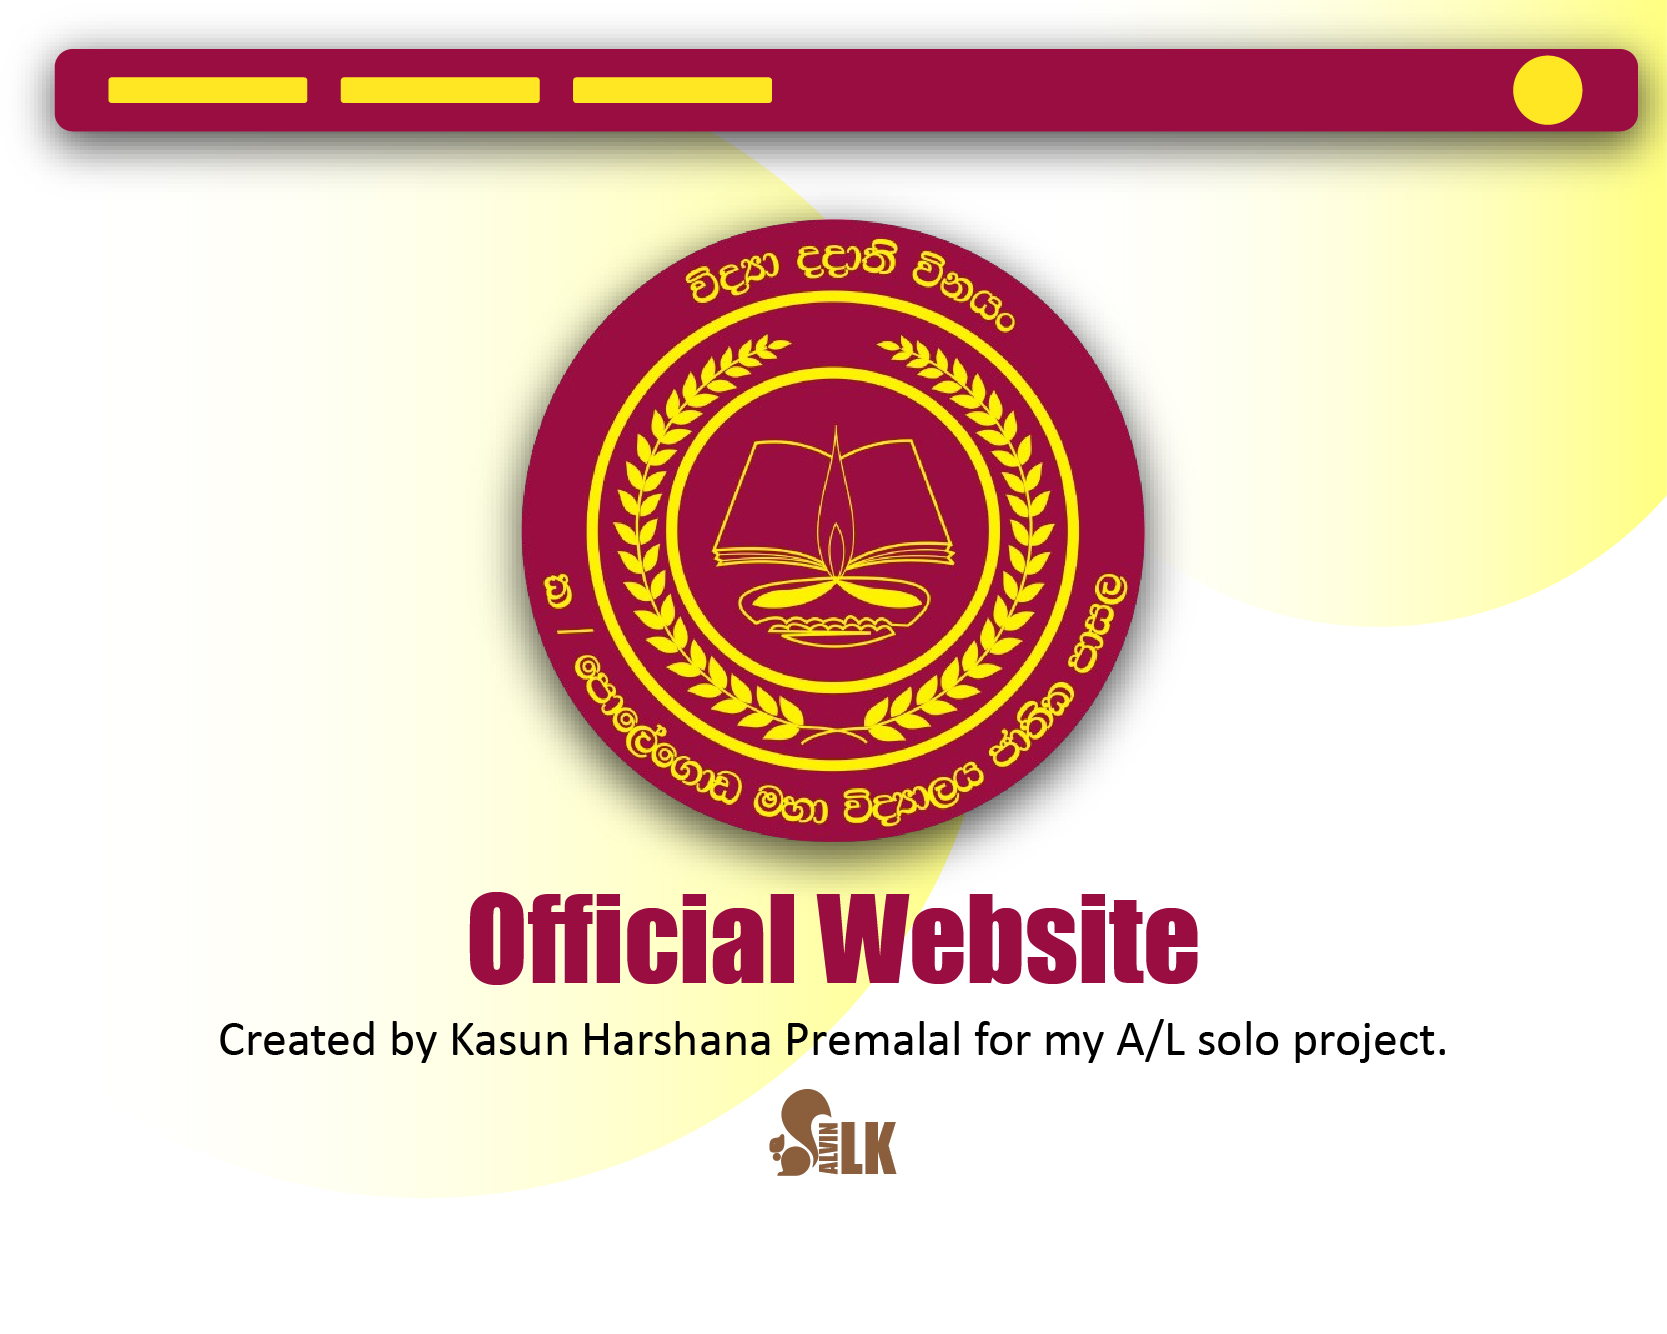 විද්‍යා දදාති විනයං
ව / පොල්ගොඩ මහා විද්‍යාලය ජාතික පාසල
Official Website
Created by Kasun Harshana Premalal for my A/L solo project.
ALVIN
LK